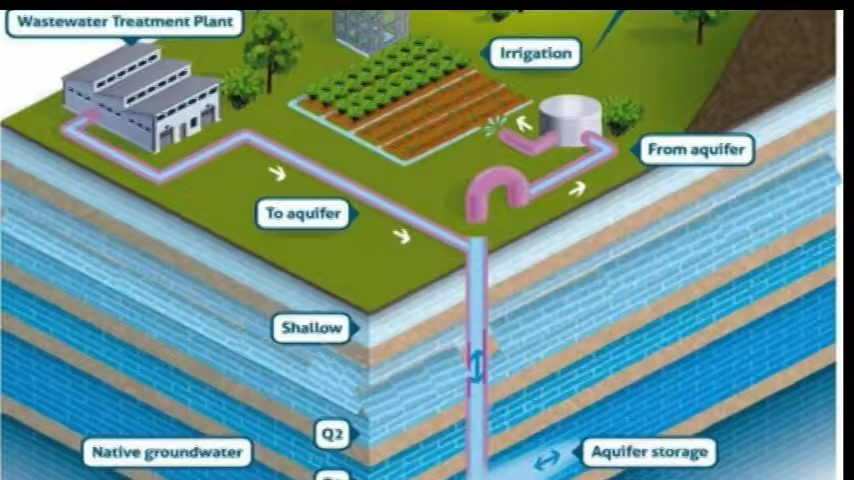 Wastewater Treatment Plant
Irrigation
From aquifer
To aquifer
Shallow
Q2
Native groundwater
Aquifer storage